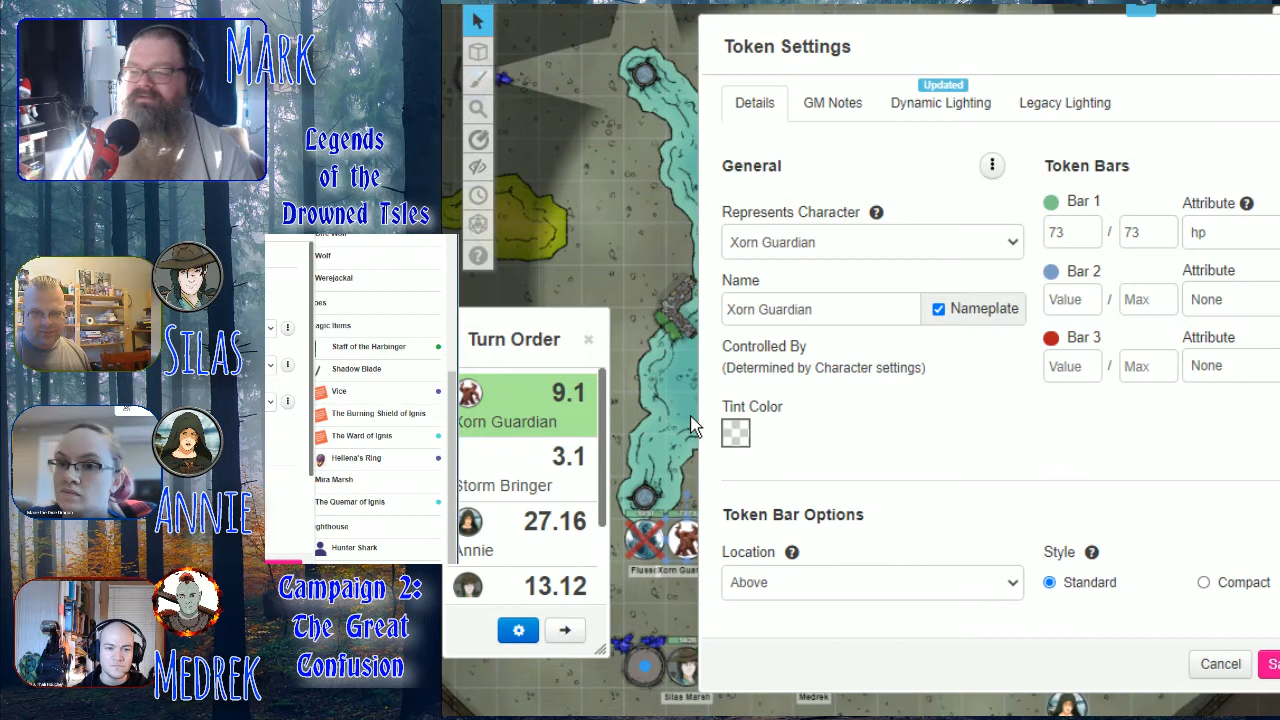 MARK
Legends
of the
Drowned Isles
SILAS
ANNIE
MEDREK
Campaign 2:
The Great
Confusion
Wolf
Werejackal
oes
agic Items
Staff of the Harbinger
Shadow Blade
Vice
The Burning Shield of Ignis
The Ward of Ignis
Hellena's Ring
Mira Marsh
The Quemar of Ignis
ighthouse
Hunter Shark
Turn Order
9.1
Xorn Guardian
3.1
Storm Bringer
27.16
Annie
13.12
Xorn Guar
Silas Marsh
Medrek
Token Settings
Details
GM Notes
Updated
Dynamic Lighting
Legacy Lighting
General
Represents Character
Xorn Guardian
Name
Xorn Guardian
Nameplate
Controlled By
(Determined by Character settings)
Tint Color
Token Bars
Bar 1
Attribute
73 / 73
hp
Bar 2
Attribute
Value / Max
None
Bar 3
Attribute
Value / Max
None
Token Bar Options
Location
Above
Style
Standard
Compact
Cancel
Sa